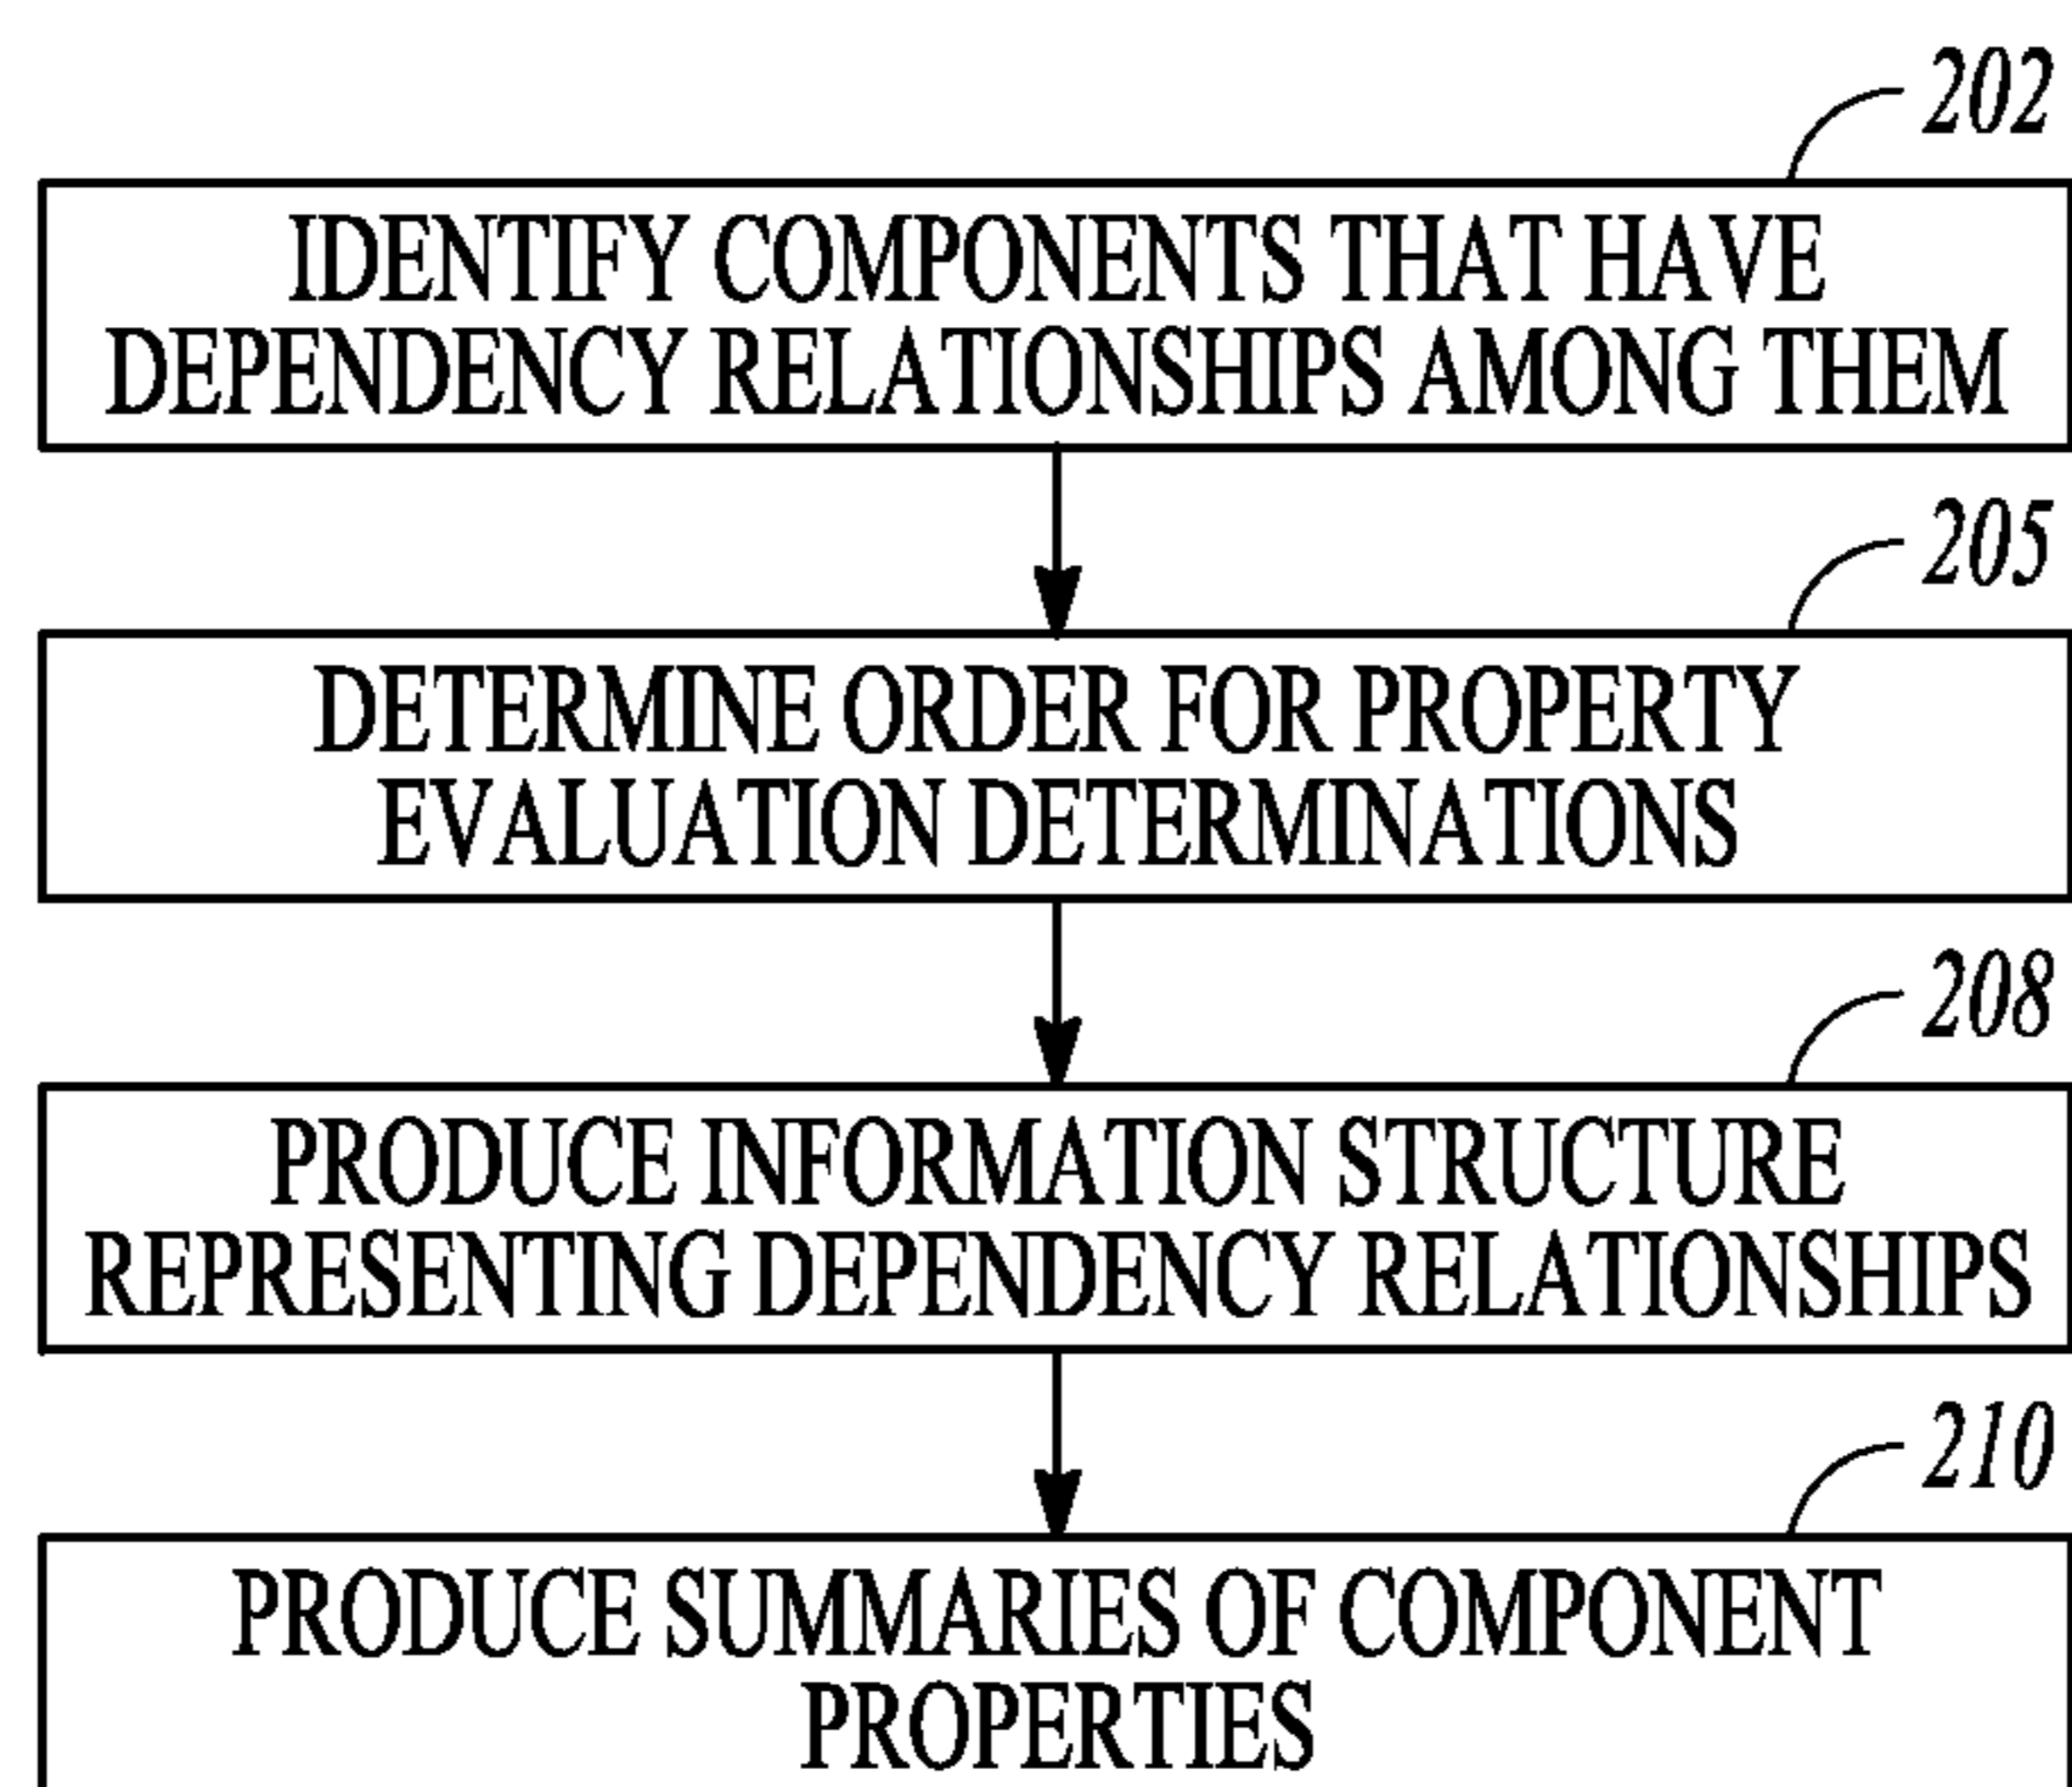 202
IDENTIFY COMPONENTS THAT HAVE
DEPENDENCY RELATIONSHIPS AMONG THEM
205
DETERMINE ORDER FOR PROPERTY
EVALUATION DETERMINATIONS
208
PRODUCE INFORMATION STRUCTURE
REPRESENTING DEPENDENCY RELATIONSHIPS
210
PRODUCE SUMMARIES OF COMPONENT
PROPERTIES